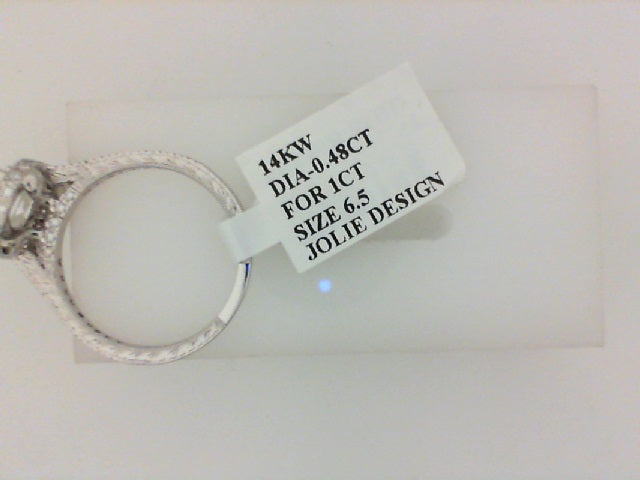 14KW
DIA-0.48CT
FOR 1CT
SIZE 6.5
JOLIE DESIGN